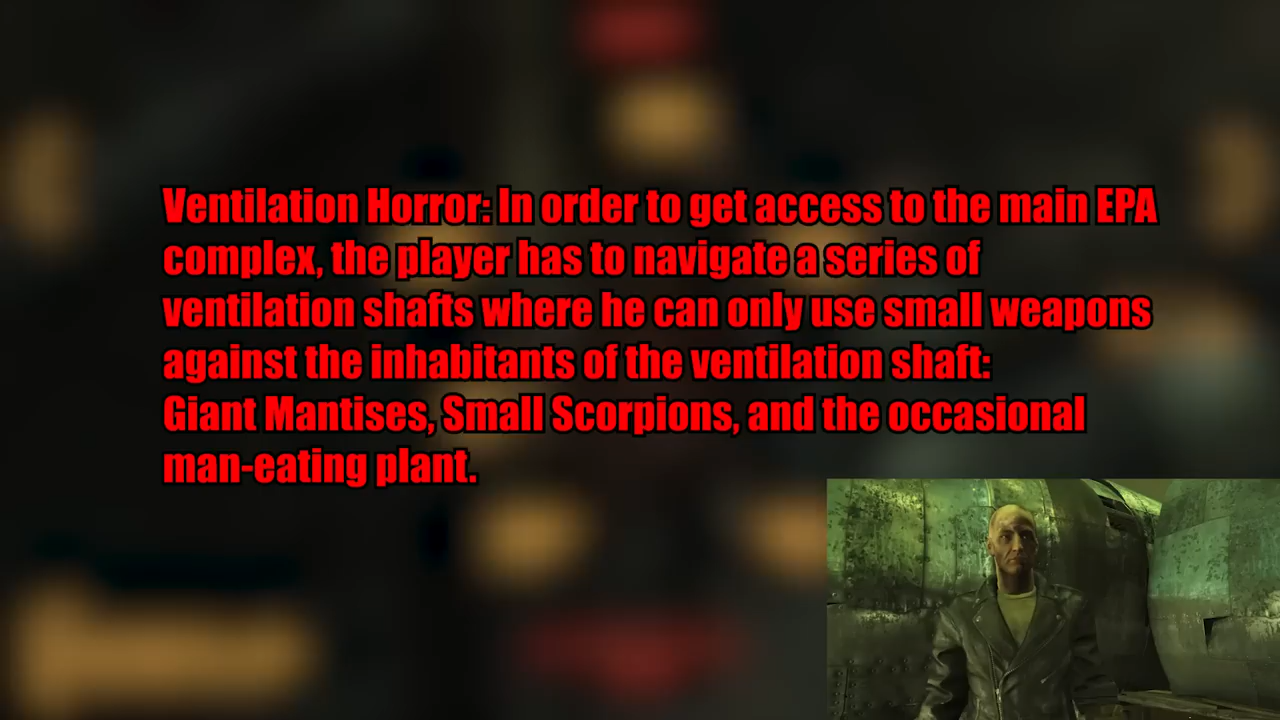 Ventilation Horror: In order to get access to the main EPA
complex, the player has to navigate a series of
ventilation shafts where he can only use small weapons
against the inhabitants of the ventilation shaft:
Giant Mantises, Small Scorpions, and the occasional
man-eating plant.